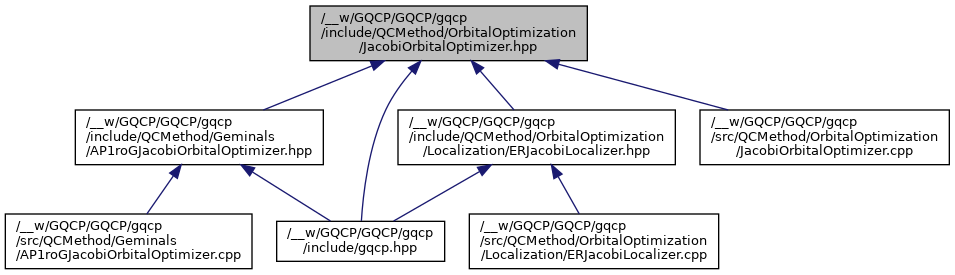 /__w/GQCP/GQCP/gqcp
/include/QCMethod/OrbitalOptimization
/JacobiOrbitalOptimizer.hpp
/__w/GQCP/GQCP/gqcp
/include/QCMethod/Geminals
/AP1roGJacobiOrbitalOptimizer.hpp
/__w/GQCP/GQCP/gqcp
/include/QCMethod/OrbitalOptimization
/Localization/ERJacobiLocalizer.hpp
/__w/GQCP/GQCP/gqcp
/src/QCMethod/OrbitalOptimization
/JacobiOrbitalOptimizer.cpp
/__w/GQCP/GQCP/gqcp
/src/QCMethod/Geminals
/AP1roGJacobiOrbitalOptimizer.cpp
/__w/GQCP/GQCP/gqcp
/include/gqcp.hpp
/__w/GQCP/GQCP/gqcp
/src/QCMethod/OrbitalOptimization
/Localization/ERJacobiLocalizer.cpp